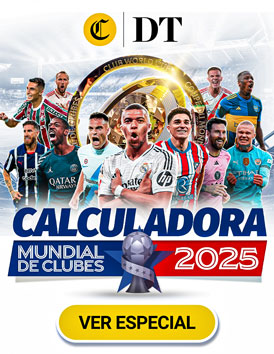 C DT
CALCULADORA
MUNDIAL
DE CLUBES
2025
VER ESPECIAL